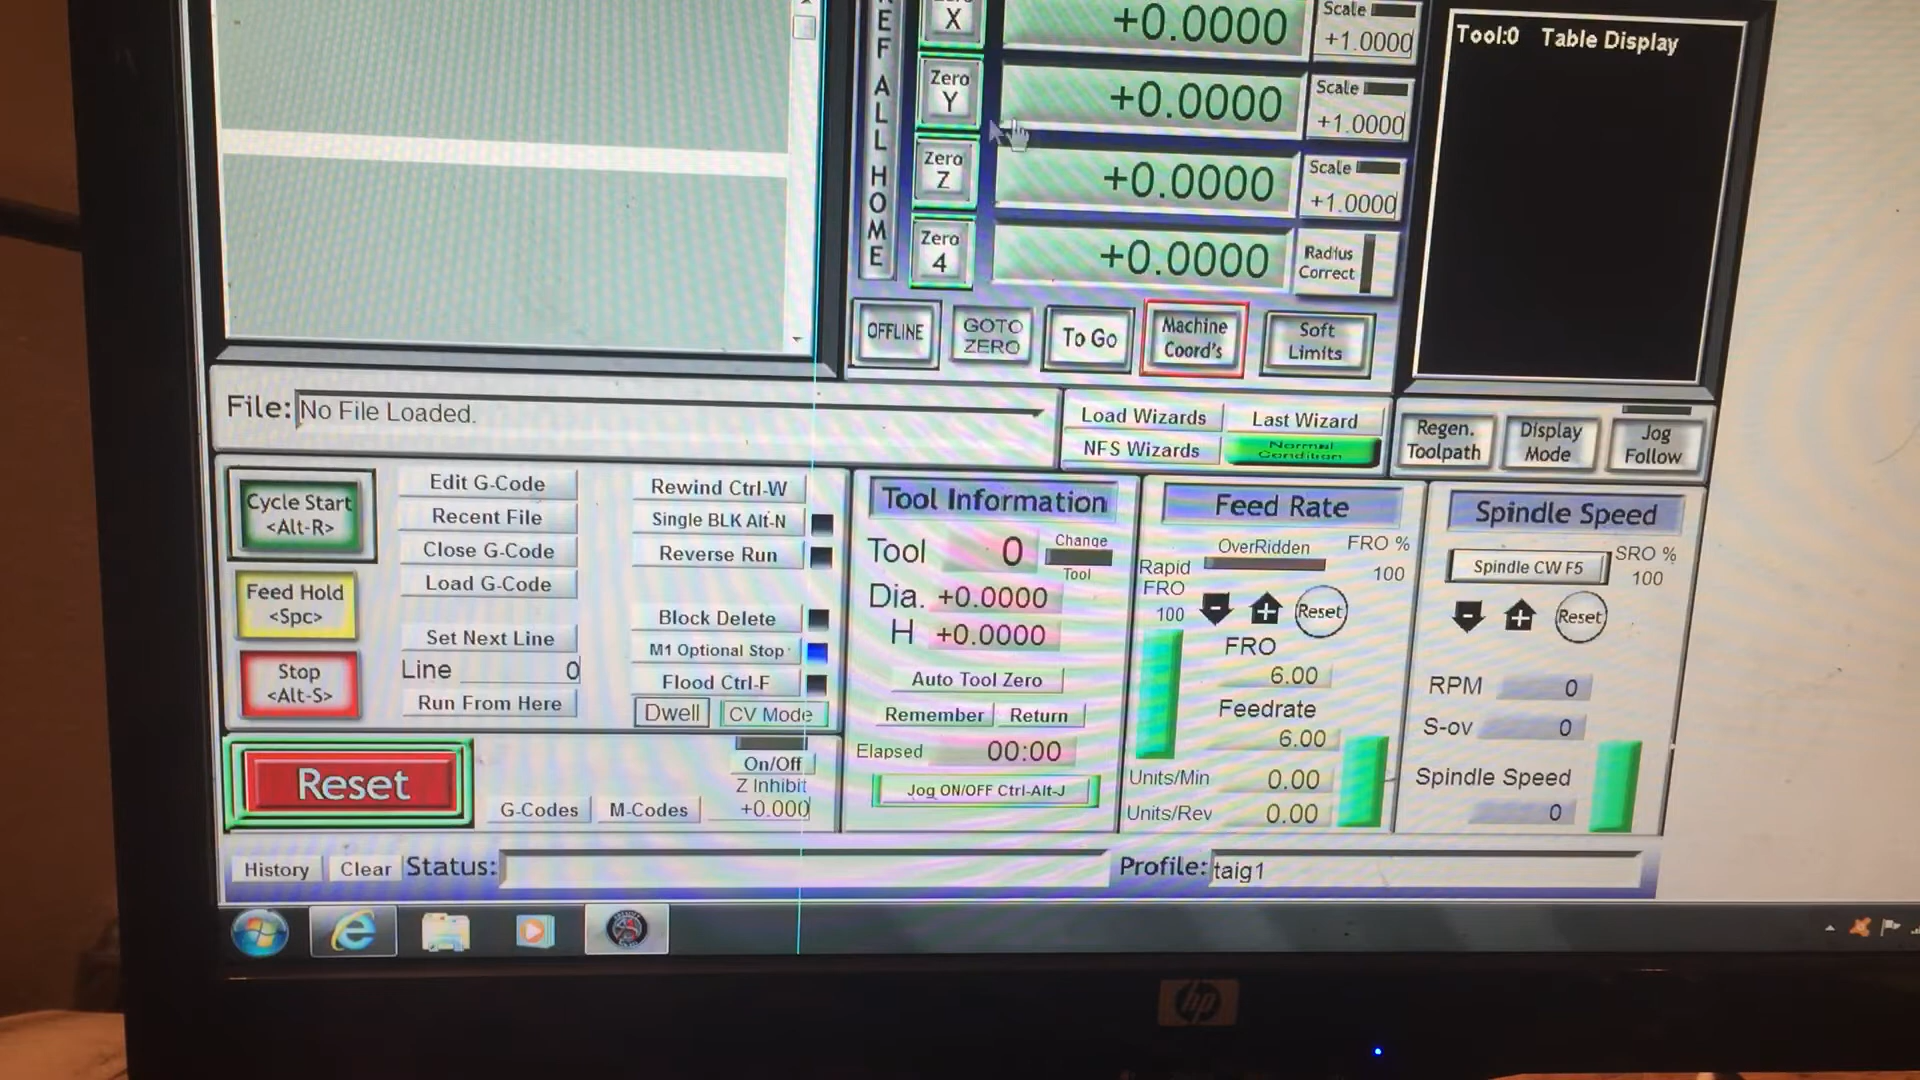 REF ALL HOME
Zero
X
+0.0000
Scale
+1.0000
Zero
Y
+0.0000
Scale
+1.0000
Zero
Z
+0.0000
Scale
+1.0000
Zero
4
+0.0000
Radius
Correct
OFFLINE
GOTO
ZERO
To Go
Machine
Coord's
Soft
Limits
Tool:0 Table Display
File: No File Loaded.
Load Wizards
Last Wizard
NFS Wizards
Normal
Condition
Regen.
Toolpath
Display
Mode
Jog
Follow
Cycle Start
<Alt-R>
Feed Hold
<Spc>
Stop
<Alt-S>
Edit G-Code
Recent File
Close G-Code
Load G-Code
Set Next Line
Line 0
Run From Here
Rewind Ctrl-W
Single BLK Alt-N
Reverse Run
Block Delete
M1 Optional Stop
Flood Ctrl-F
Dwell
CV Mode
Reset
G-Codes
M-Codes
On/Off
Z Inhibit
+0.000
Tool Information
Tool 0
Change
Tool
Dia. +0.0000
H +0.0000
Auto Tool Zero
Remember
Return
Elapsed 00:00
Jog ON/OFF Ctrl-Alt-J
Feed Rate
OverRidden
FRO %
100
Rapid
FRO
100
Reset
FRO
6.00
Feedrate
6.00
Units/Min 0.00
Units/Rev 0.00
Spindle Speed
Spindle CW F5
SRO %
100
Reset
RPM 0
S-ov 0
Spindle Speed
0
History
Clear
Status:
Profile: taig1
hp